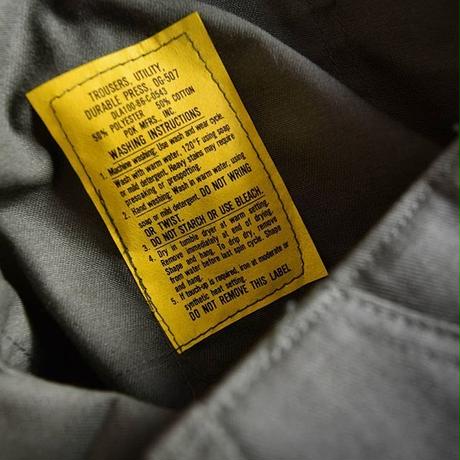 TROUSERS, UTILITY,
DURABLE PRESS, OG-507
DLA100-86-C-0543
50% POLYESTER 50% COTTON
PDK MFRS., INC.
WASHING INSTRUCTIONS
1. Machine washing: Use wash and wear cycle.
Wash with warm water, 120°F using soap
or mild detergent. Heavy stains may require
presoaking or prespotting.
2. Hand washing: Wash in warm water, using
soap or mild detergent. DO NOT WRING
OR TWIST.
3. DO NOT STARCH OR USE BLEACH.
4. Dry in tumble dryer at warm setting.
Remove immediately at end of drying.
Shape and hang. To drip dry, remove
from water before last spin cycle. Shape
and hang.
5. If touch-up is required, iron at moderate or
synthetic heat setting.
DO NOT REMOVE THIS LABEL